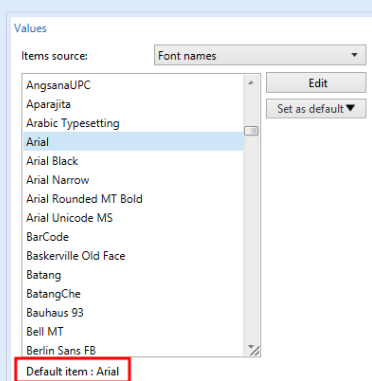 Values
Items source: Font names
Edit
Set as default▼
AngsanaUPC
Aparajita
Arabic Typesetting
Arial
Arial Black
Arial Narrow
Arial Rounded MT Bold
Arial Unicode MS
BarCode
Baskerville Old Face
Batang
BatangChe
Bauhaus 93
Bell MT
Berlin Sans FB
Default item : Arial